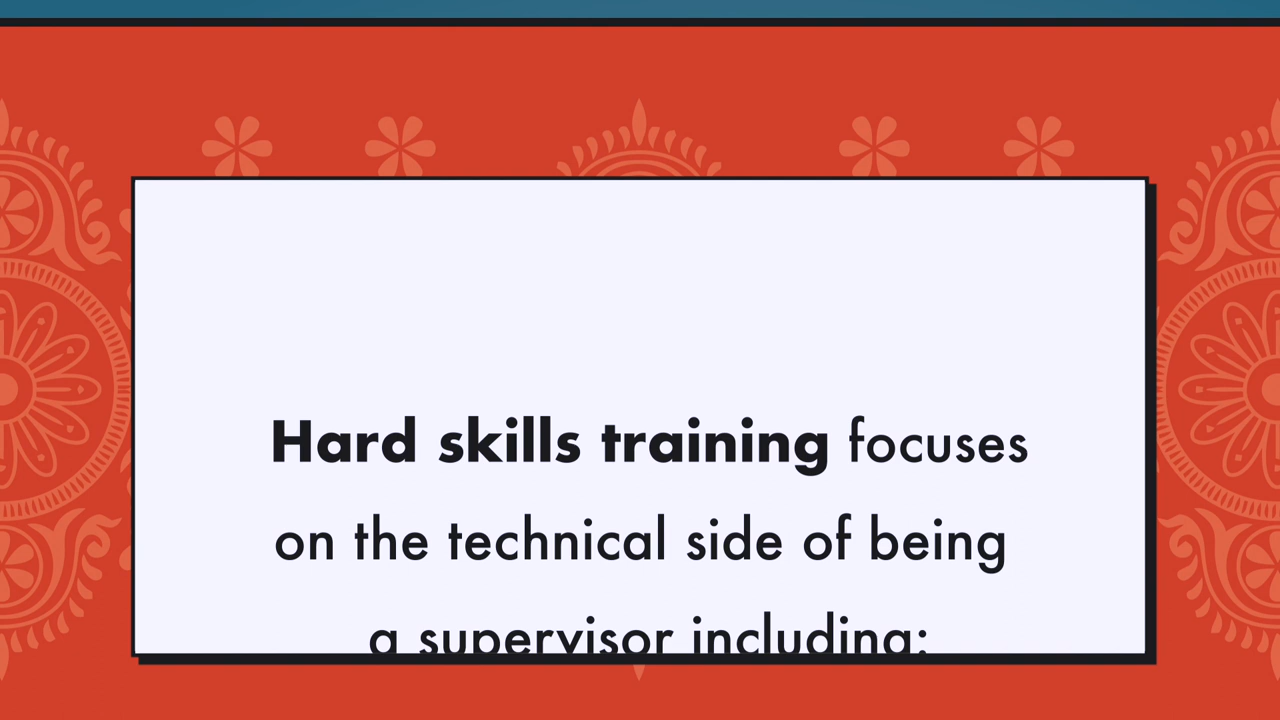 Hard skills training focuses
on the technical side of being
a supervisor including: